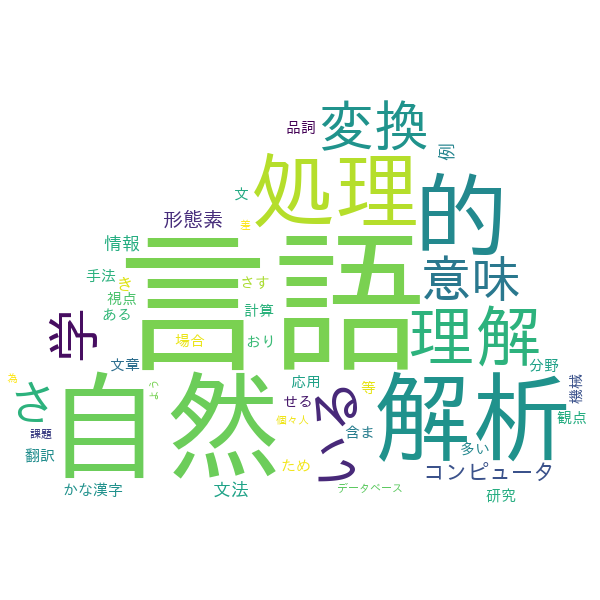 品詞
変換
例
処理
的
文
形態素
差
情報
言語
意味
手法
き
さす
視点
ある
計算
学
場合
おり
理解
文章
分野
為
自然
応用
等
解析
機械
さ
よう
せる
いる
個々人
観点
課題
含ま
翻訳
多い
ため
コンピュータ
かな漢字
文法
データベース
研究